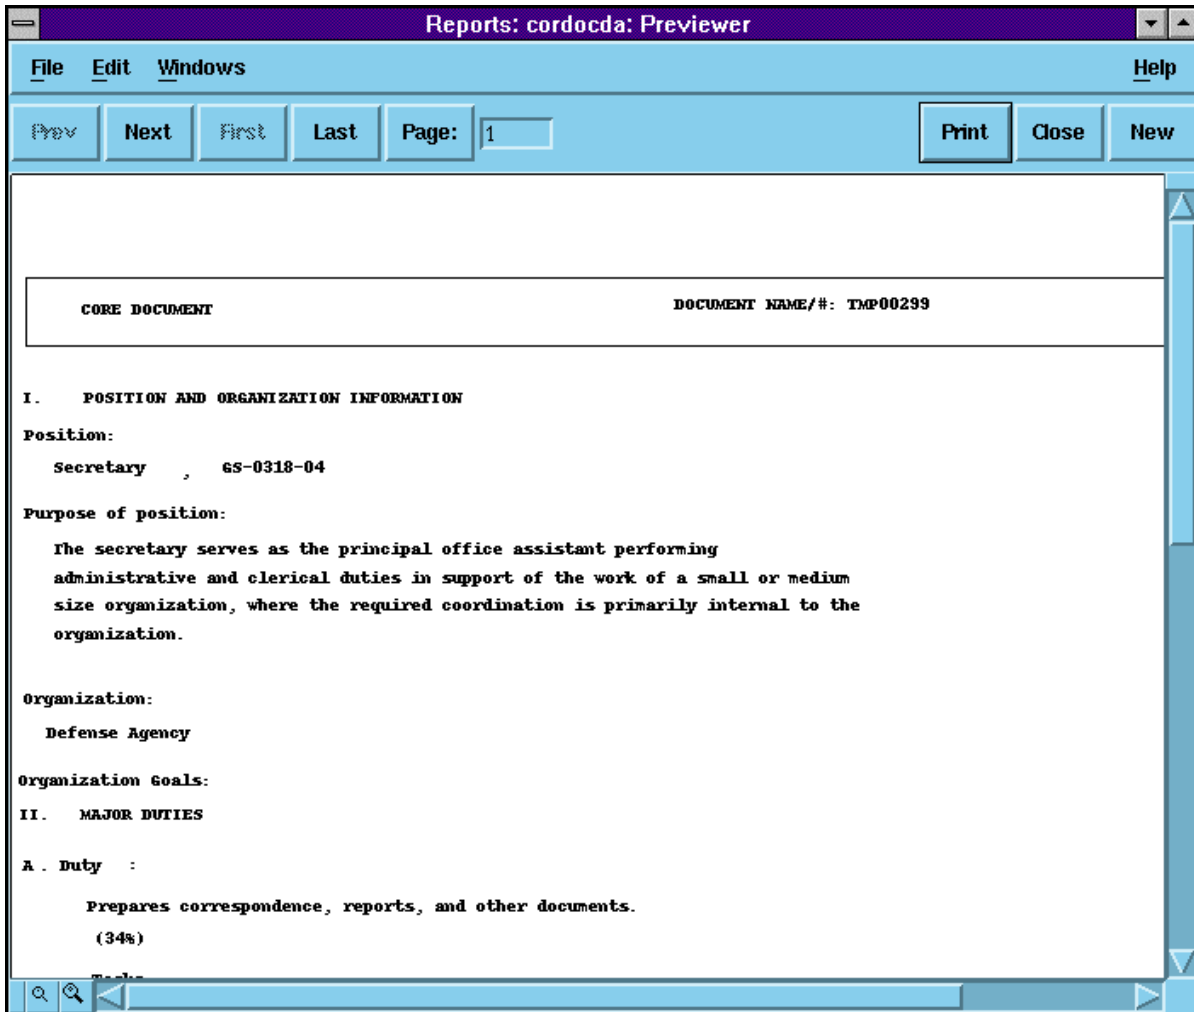 Reports: cordocda: Previewer
File Edit Windows Help
Prev Next First Last Page: 1 Print Close New
CORE DOCUMENT DOCUMENT NAME/#: TMP00299
I. POSITION AND ORGANIZATION INFORMATION
Position:
Secretary , GS-0318-04
Purpose of position:
The secretary serves as the principal office assistant performing
administrative and clerical duties in support of the work of a small or medium
size organization, where the required coordination is primarily internal to the
organization.
Organization:
Defense Agency
Organization Goals:
II. MAJOR DUTIES
A . Duty :
Prepares correspondence, reports, and other documents.
(34%)